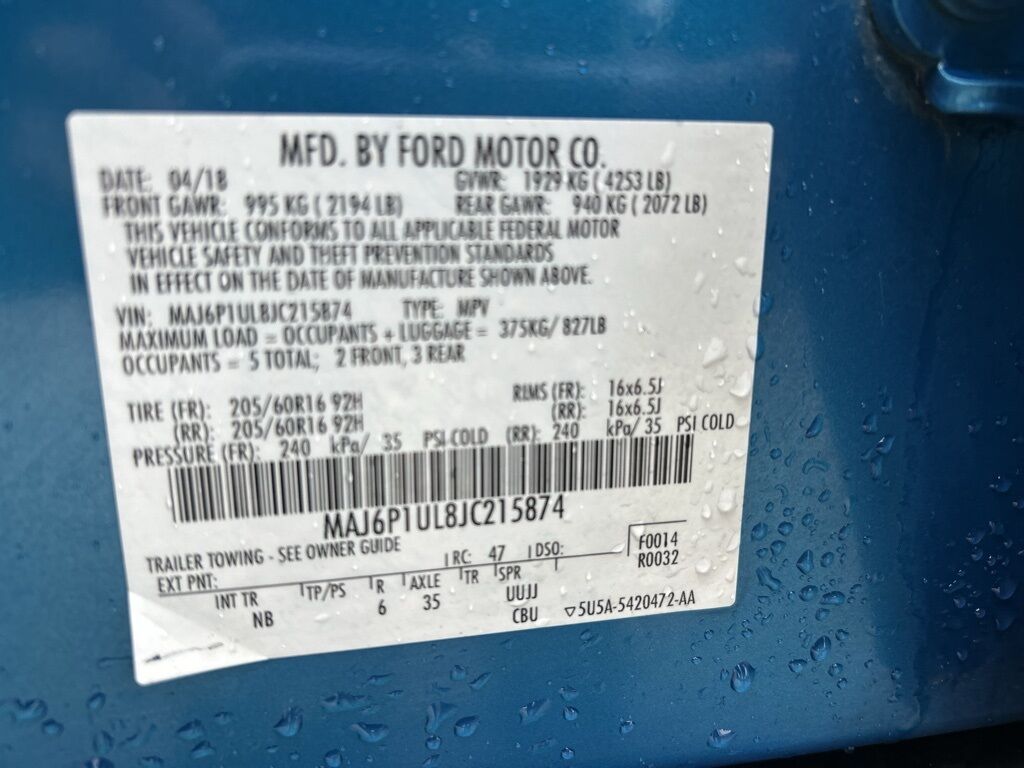 MFD. BY FORD MOTOR CO.
DATE: 04/18 GVWR: 1929 KG ( 4253 LB)
FRONT GAWR: 995 KG ( 2194 LB) REAR GAWR: 940 KG ( 2072 LB)
THIS VEHICLE CONFORMS TO ALL APPLICABLE FEDERAL MOTOR
VEHICLE SAFETY AND THEFT PREVENTION STANDARDS
IN EFFECT ON THE DATE OF MANUFACTURE SHOWN ABOVE.
VIN: MAJ6P1UL8JC215874 TYPE: MPV
MAXIMUM LOAD = OCCUPANTS + LUGGAGE = 375KG/ 827LB
OCCUPANTS = 5 TOTAL; 2 FRONT, 3 REAR
TIRE (FR): 205/60R16 92H RIMS (FR): 16x6.5J
(RR): 205/60R16 92H (RR): 16x6.5J
PRESSURE (FR): 240 kPa/ 35 PSI COLD (RR): 240 kPa/ 35 PSI COLD
MAJ6P1UL8JC215874
TRAILER TOWING - SEE OWNER GUIDE
EXT PNT: RC: 47 DSO: F0014
R0032
INT TR TP/PS R AXLE TR SPR
NB 6 35 UUJJ
CBU ▽5U5A-5420472-AA